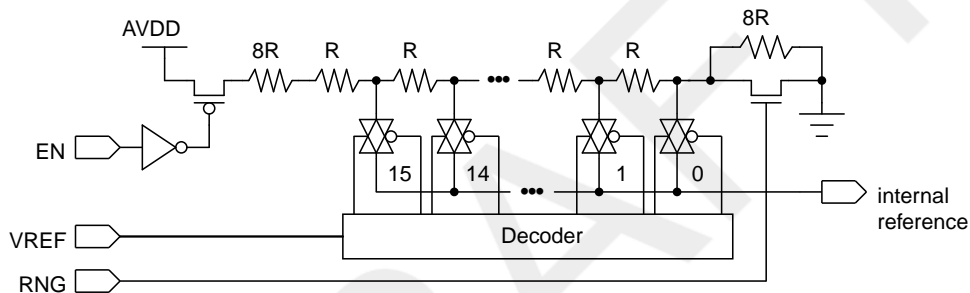 8R
AVDD
8R R R R R
EN
15 14 1 0
internal
reference
Decoder
VREF
RNG